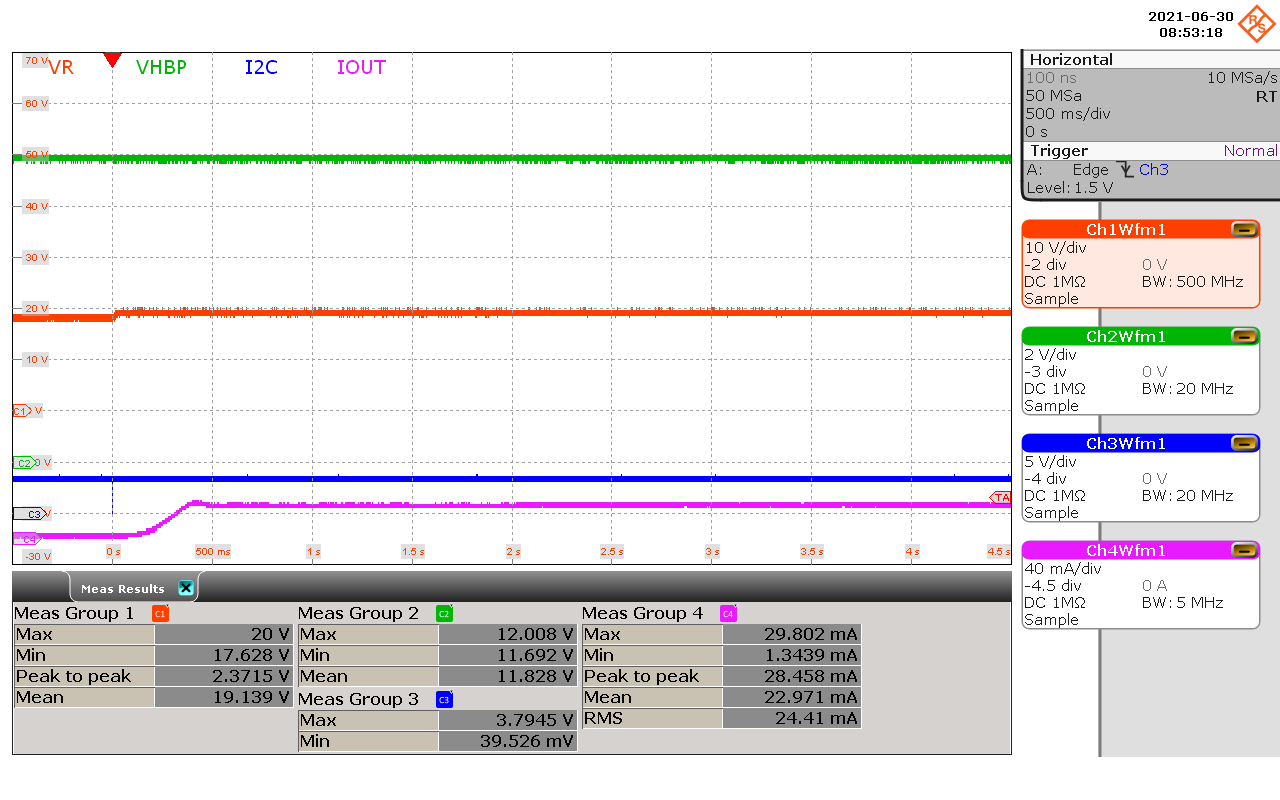 2021-06-30
08:53:18
R&S
VR VHBP I2C IOUT
70 V
60 V
50 V
40 V
30 V
20 V
10 V
C1 V
C2 0 V
C3 V
C4
-30 V
TA
0 s 500 ms 1 s 1.5 s 2 s 2.5 s 3 s 3.5 s 4 s 4.5 s
Horizontal
100 ns 10 MSa/s
50 MSa RT
500 ms/div
0 s
Trigger Normal
A: Edge Ch3
Level: 1.5 V
Ch1Wfm1
10 V/div
-2 div 0 V
DC 1MΩ BW: 500 MHz
Sample
Ch2Wfm1
2 V/div
-3 div 0 V
DC 1MΩ BW: 20 MHz
Sample
Ch3Wfm1
5 V/div
-4 div 0 V
DC 1MΩ BW: 20 MHz
Sample
Ch4Wfm1
40 mA/div
-4.5 div 0 A
DC 1MΩ BW: 5 MHz
Sample
Meas Results
Meas Group 1 C1
Max 20 V
Min 17.628 V
Peak to peak 2.3715 V
Mean 19.139 V
Meas Group 2 C2
Max 12.008 V
Min 11.692 V
Mean 11.828 V
Meas Group 3 C3
Max 3.7945 V
Min 39.526 mV
Meas Group 4 C4
Max 29.802 mA
Min 1.3439 mA
Peak to peak 28.458 mA
Mean 22.971 mA
RMS 24.41 mA